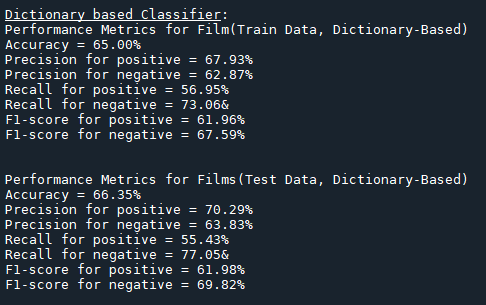 Dictionary based Classifier:
Performance Metrics for Film(Train Data, Dictionary-Based)
Accuracy = 65.00%
Precision for positive = 67.93%
Precision for negative = 62.87%
Recall for positive = 56.95%
Recall for negative = 73.06&
F1-score for positive = 61.96%
F1-score for negative = 67.59%
Performance Metrics for Films(Test Data, Dictionary-Based)
Accuracy = 66.35%
Precision for positive = 70.29%
Precision for negative = 63.83%
Recall for positive = 55.43%
Recall for negative = 77.05&
F1-score for positive = 61.98%
F1-score for negative = 69.82%